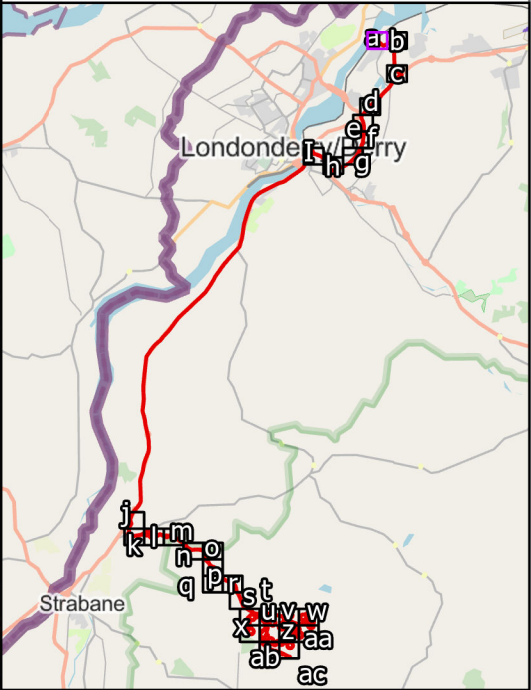 a b
c
d
e f
Londonderry/Derry
I h g
j
k l m
n o
p
q r
s t
u v w
x z aa
ab
ac
Strabane